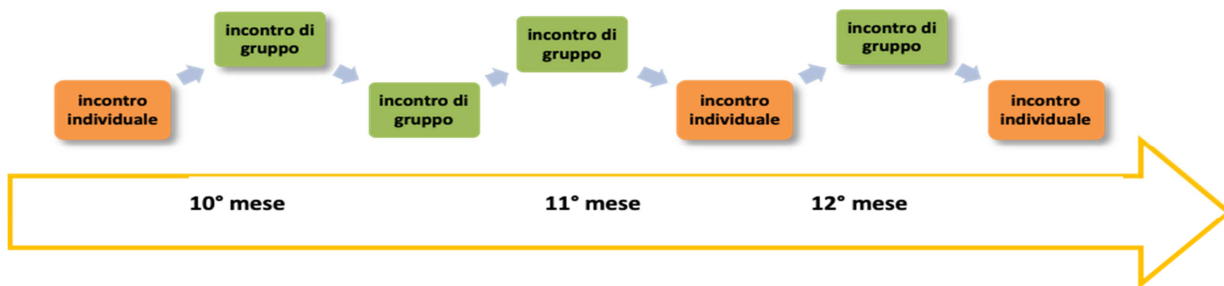 incontro
individuale
incontro di
gruppo
incontro di
gruppo
incontro di
gruppo
incontro
individuale
incontro di
gruppo
incontro
individuale
10° mese
11° mese
12° mese